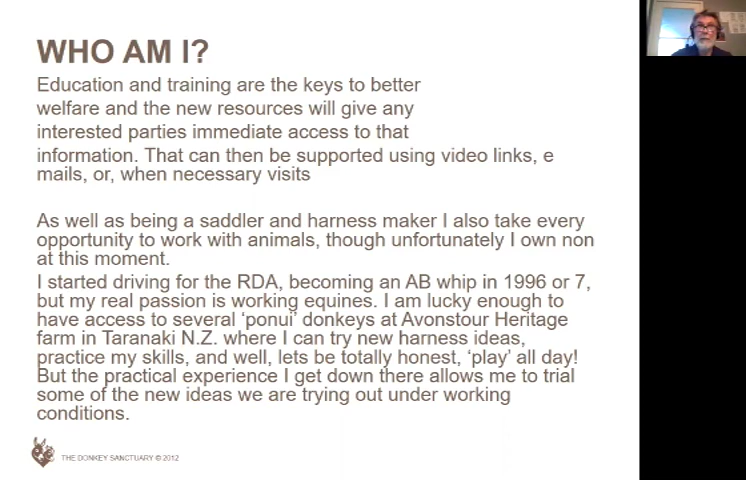 WHO AM I?
Education and training are the keys to better
welfare and the new resources will give any
interested parties immediate access to that
information. That can then be supported using video links, e
mails, or, when necessary visits
As well as being a saddler and harness maker I also take every
opportunity to work with animals, though unfortunately I own non
at this moment.
I started driving for the RDA, becoming an AB whip in 1996 or 7,
but my real passion is working equines. I am lucky enough to
have access to several ‘ponui’ donkeys at Avonstour Heritage
farm in Taranaki N.Z. where I can try new harness ideas,
practice my skills, and well, lets be totally honest, ‘play’ all day!
But the practical experience I get down there allows me to trial
some of the new ideas we are trying out under working
conditions.
THE DONKEY SANCTUARY © 2012